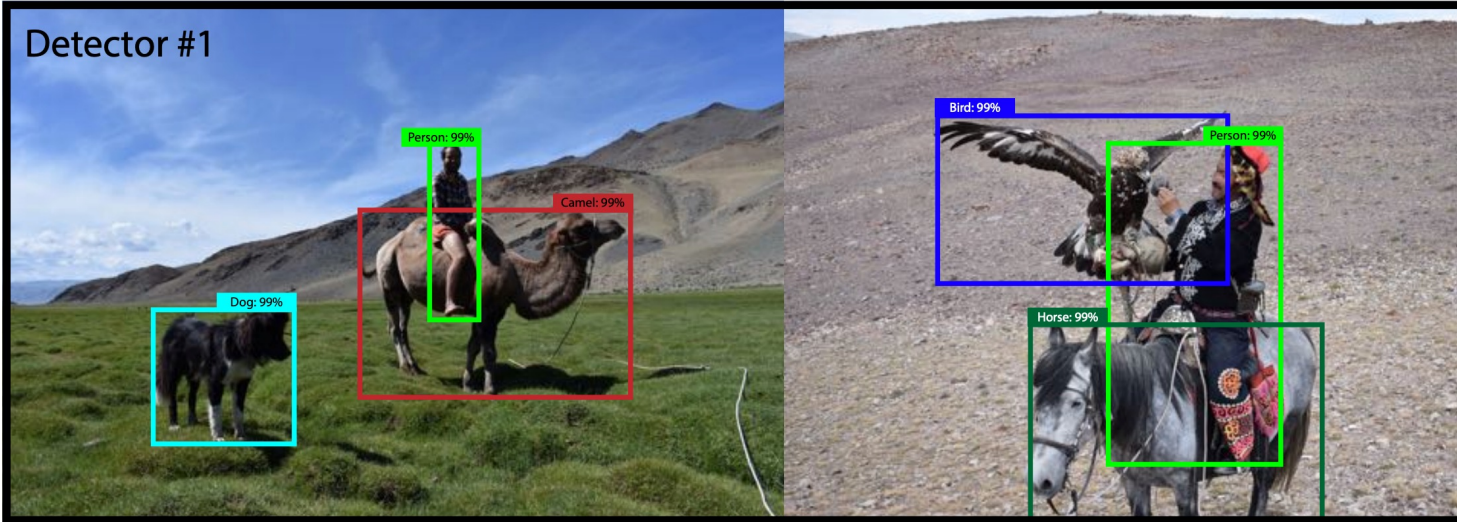 Detector #1
Person: 99%
Camel: 99%
Dog: 99%
Bird: 99%
Person: 99%
Horse: 99%